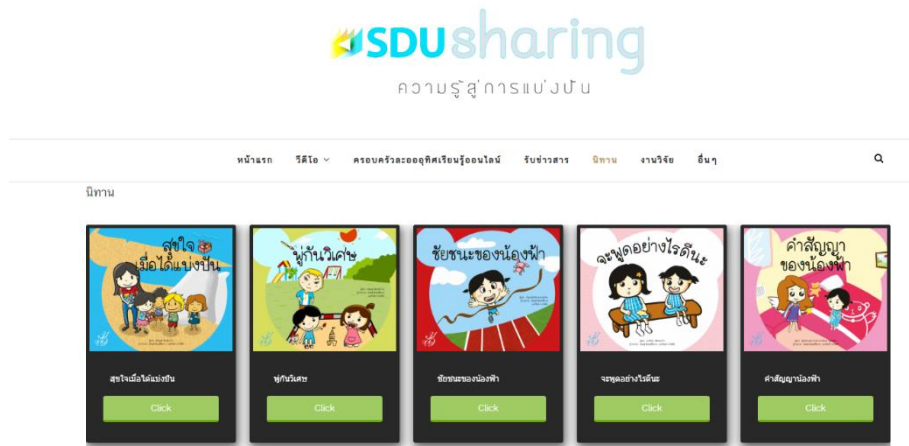 SDU sharing
ความรู้สู่การแบ่งปัน
หน้าแรก วีดีโอ ครอบครัวละอออุทิศเรียนรู้ออนไลน์ รับข่าวสาร นิทาน งานวิจัย อื่นๆ
นิทาน
สุขใจ
เมื่อได้แบ่งปัน
พู่กันวิเศษ
ชัยชนะของน้องฟ้า
จะพูดอย่างไรดีนะ
คำสัญญา
ของน้องฟ้า
สุขใจเมื่อได้แบ่งปัน
พู่กันวิเศษ
ชัยชนะของน้องฟ้า
จะพูดอย่างไรดีนะ
คำสัญญาน้องฟ้า
Click
Click
Click
Click
Click